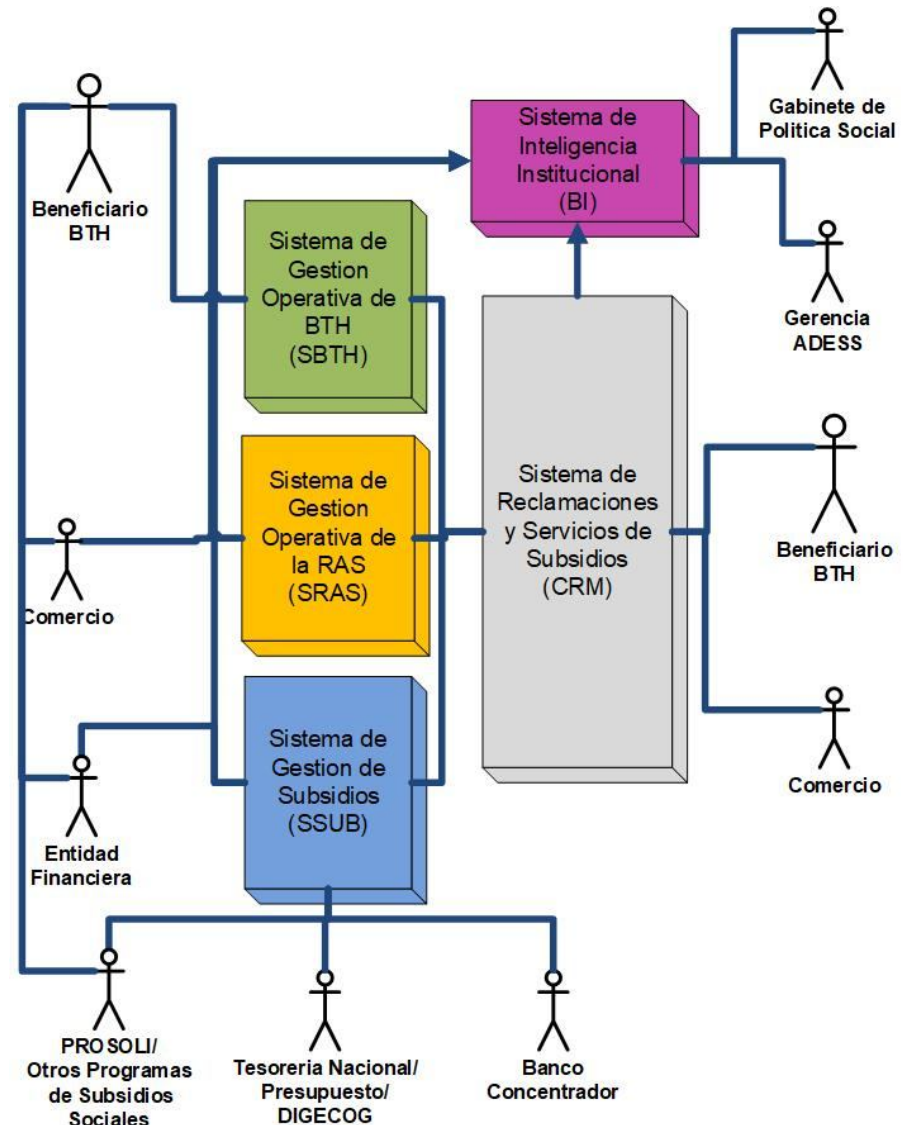 Gabinete de
Politica Social
Sistema de
Inteligencia
Institucional
(BI)
Beneficiario
BTH
Sistema de
Gestion
Operativa de
BTH
(SBTH)
Gerencia
ADESS
Sistema de
Gestion
Operativa de
la RAS
(SRAS)
Sistema de
Reclamaciones
y Servicios de
Subsidios
(CRM)
Beneficiario
BTH
Comercio
Sistema de
Gestion de
Subsidios
(SSUB)
Comercio
Entidad
Financiera
PROSOLI/
Otros Programas
de Subsidios
Sociales
Tesoreria Nacional/
Presupuesto/
DIGECOG
Banco
Concentrador